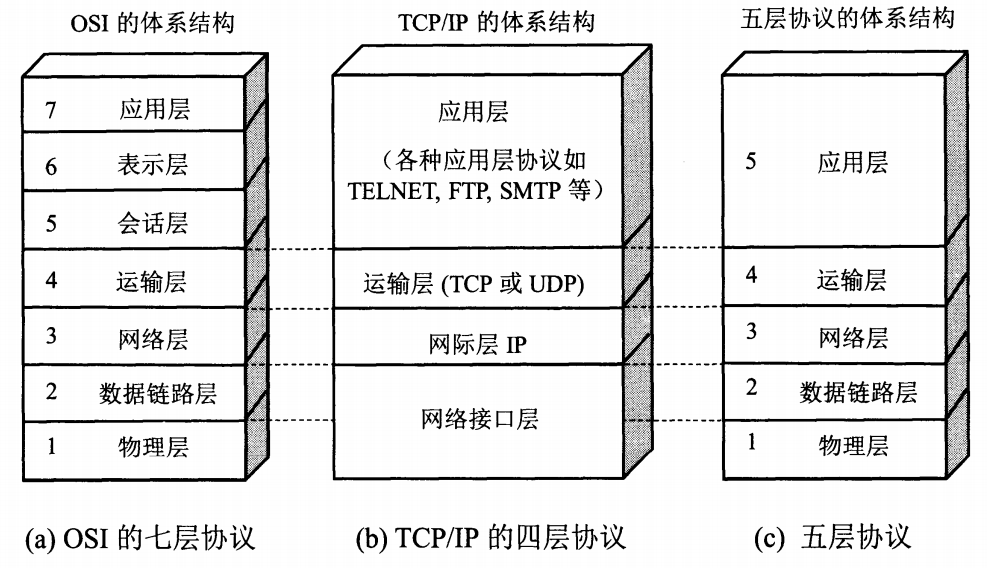 OSI 的体系结构
7 应用层
6 表示层
5 会话层
4 运输层
3 网络层
2 数据链路层
1 物理层
(a) OSI 的七层协议
TCP/IP 的体系结构
应用层
（各种应用层协议如
TELNET, FTP, SMTP 等）
运输层 (TCP 或 UDP)
网际层 IP
网络接口层
(b) TCP/IP 的四层协议
五层协议的体系结构
5 应用层
4 运输层
3 网络层
2 数据链路层
1 物理层
(c) 五层协议